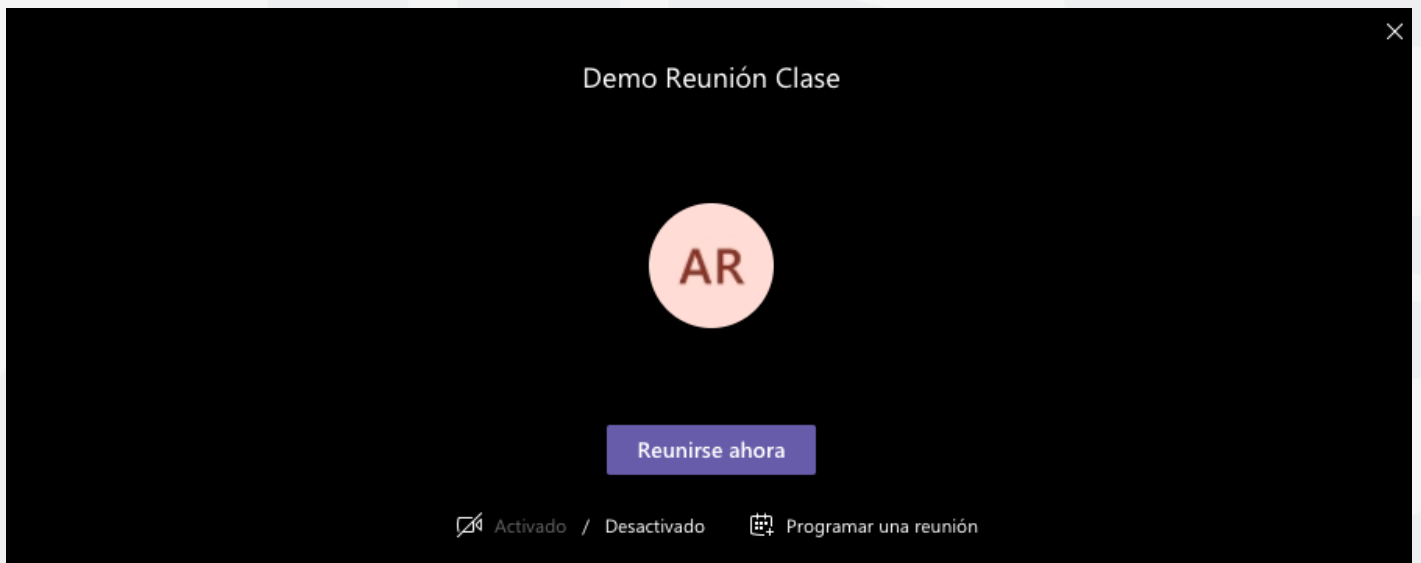 Demo Reunión Clase
AR
Reunirse ahora
Activado / Desactivado Programar una reunión